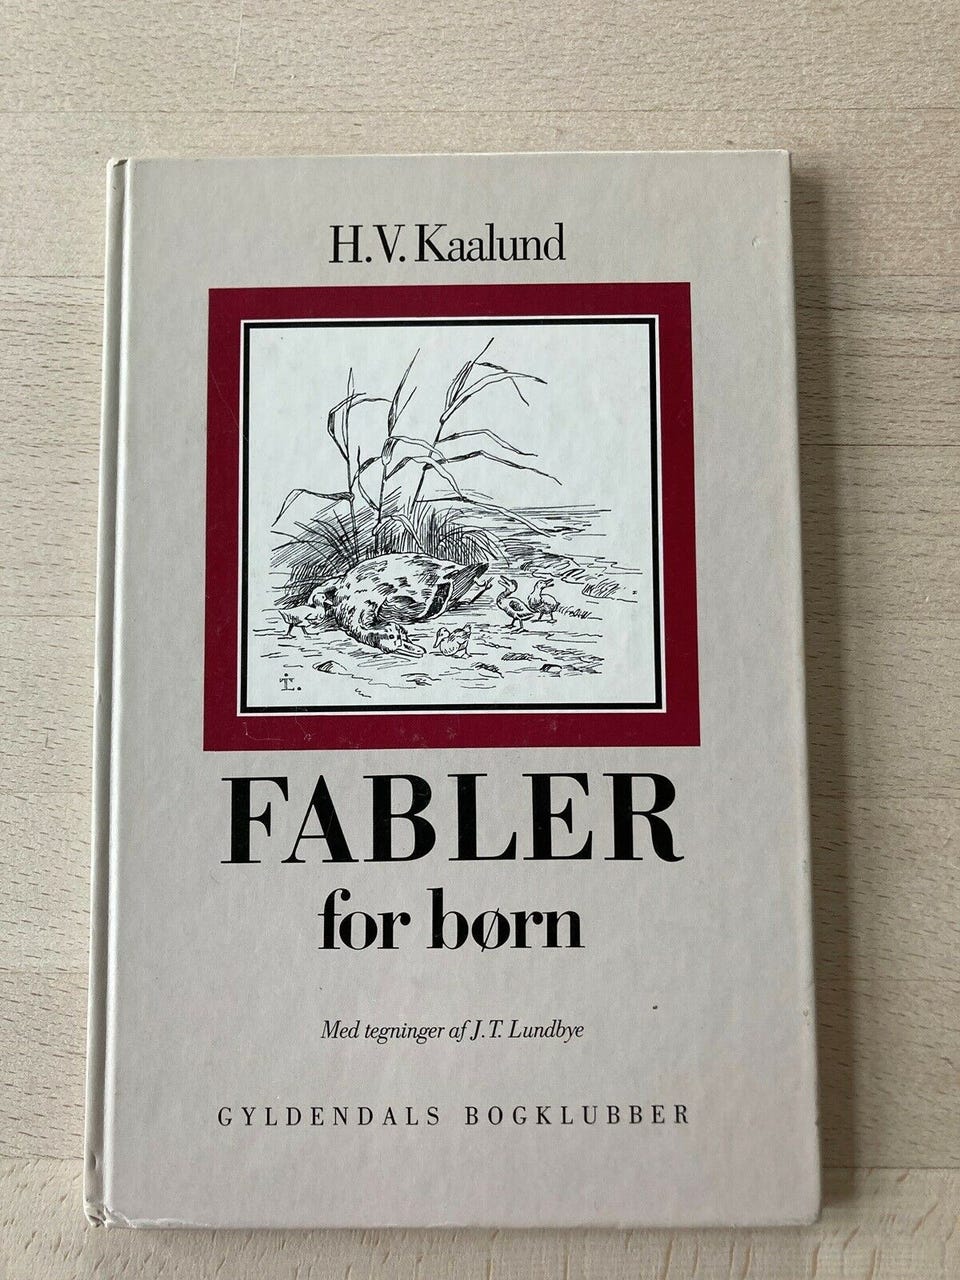 H.V. Kaalund
FABLER
for børn
Med tegninger af J.T. Lundbye
GYLDENDALS BOGKLUBBER